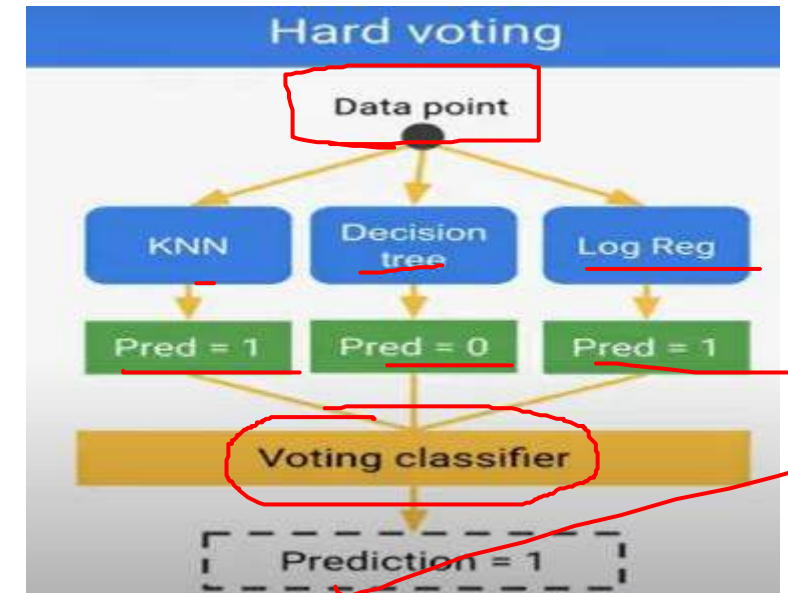 Hard voting
Data point
KNN
Decision
tree
Log Reg
Pred = 1
Pred = 0
Pred = 1
Voting classifier
Prediction = 1